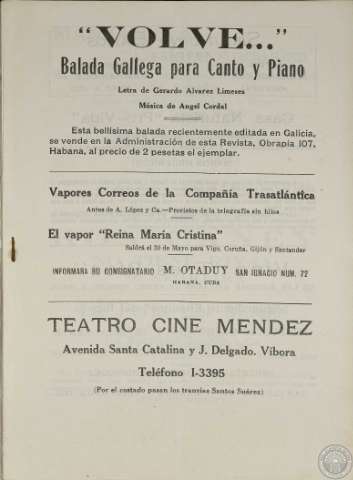 "VOLVE..."
Balada Gallega para Canto y Piano
Letra de Gerardo Alvarez Limeses
Música de Angel Cordal
Esta bellísima balada recientemente editada en Galicia,
se vende en la Administración de esta Revista, Obrapía 107,
Habana, al precio de 2 pesetas el ejemplar.
Vapores Correos de la Compañía Trasatlántica
Antes de A. López y Ca.—Provistos de la telegrafía sin hilos
El vapor "Reina María Cristina"
Saldrá el 20 de Mayo para Vigo, Coruña, Gijón y Santander
INFORMARA SU CONSIGNATARIO M. OTADUY SAN IGNACIO NUM. 72
HABANA, CUBA
TEATRO CINE MENDEZ
Avenida Santa Catalina y J. Delgado. Víbora
Teléfono I-3395
(Por el costado pasan los tranvías Santos Suárez)